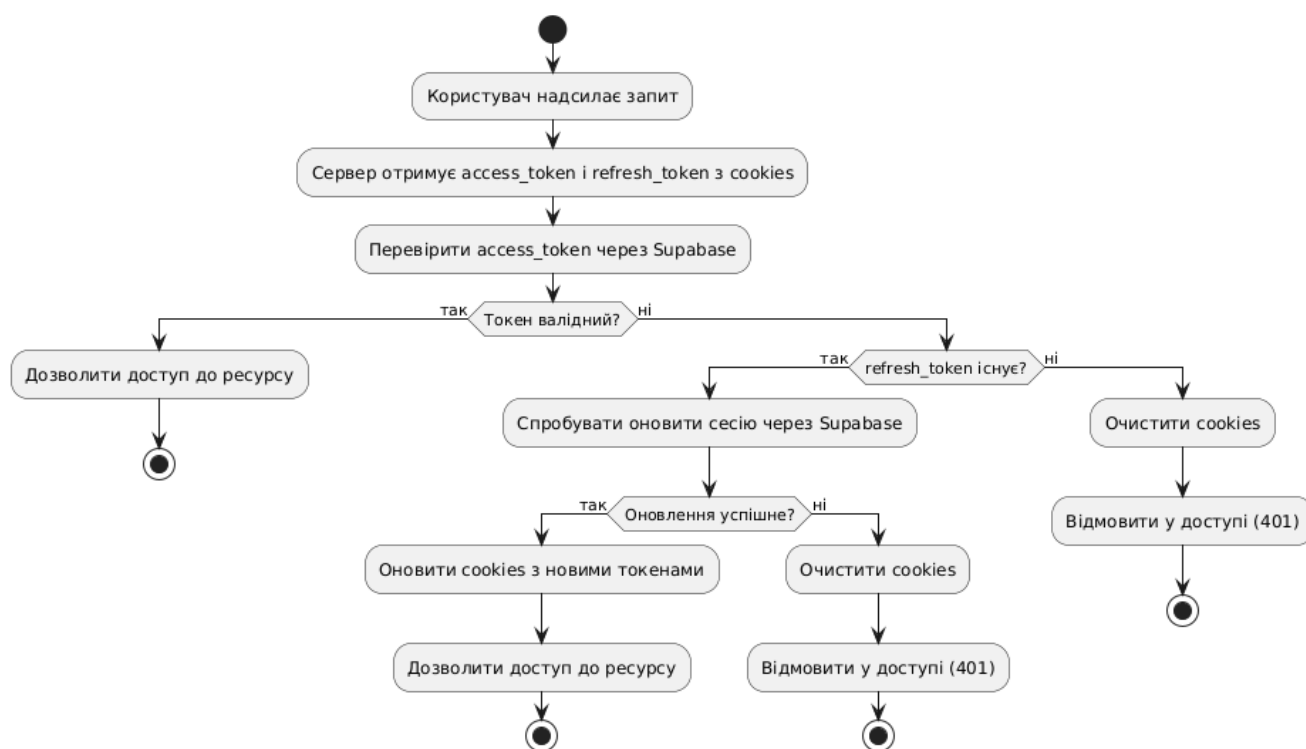 Користувач надсилає запит
Сервер отримує access_token і refresh_token з cookies
Перевірити access_token через Supabase
так
Токен валідний?
ні
Дозволити доступ до ресурсу
так
refresh_token існує?
ні
Спробувати оновити сесію через Supabase
Очистити cookies
так
Оновлення успішне?
ні
Відмовити у доступі (401)
Оновити cookies з новими токенами
Очистити cookies
Дозволити доступ до ресурсу
Відмовити у доступі (401)